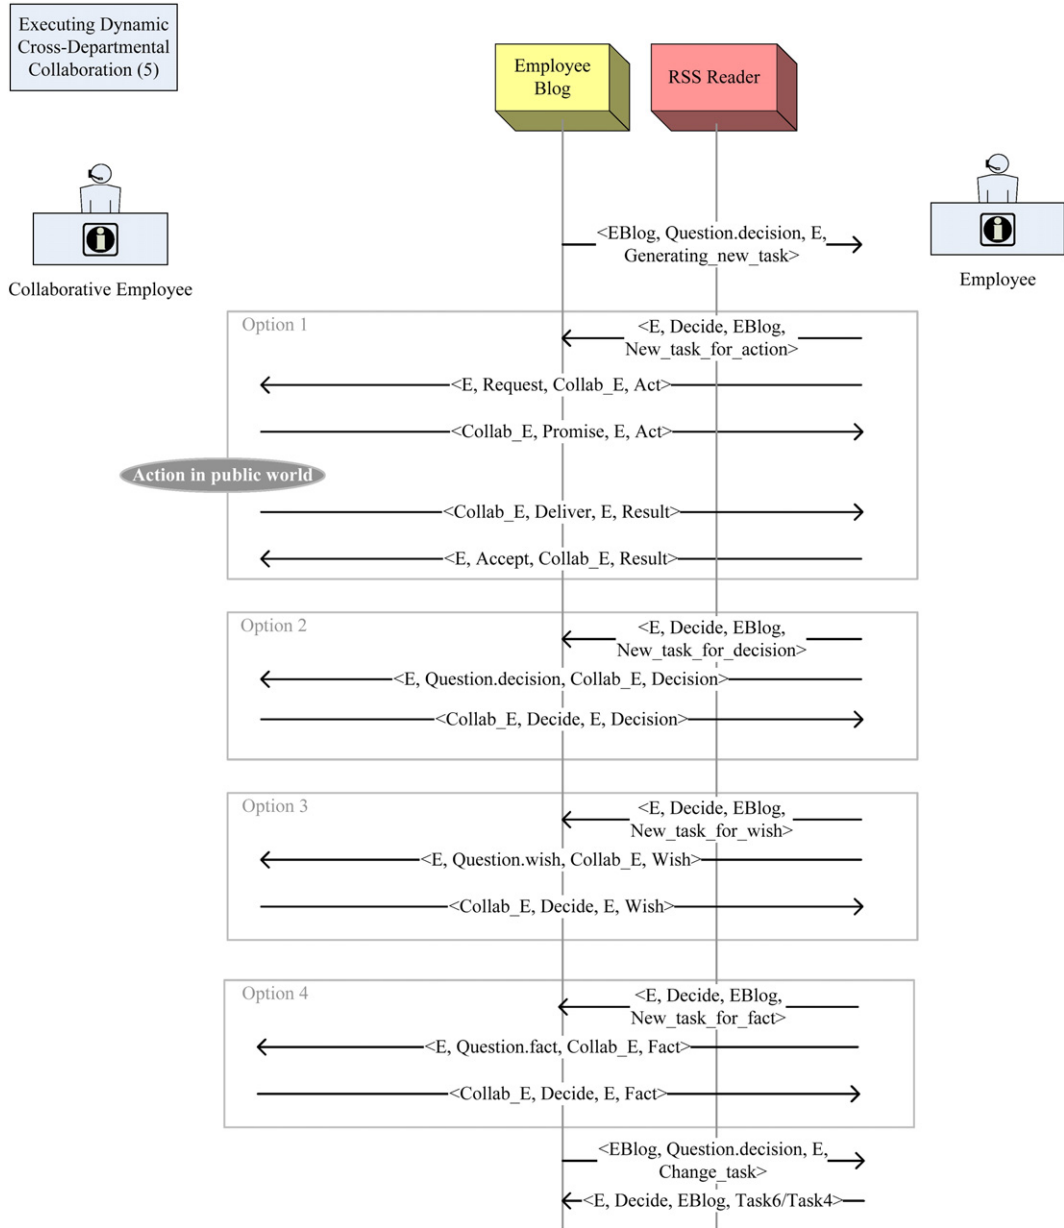 Executing Dynamic
Cross-Departmental
Collaboration (5)
Employee
Blog
RSS Reader
Collaborative Employee
Employee
<EBlog, Question.decision, E,
Generating_new_task>
Option 1
<E, Decide, EBlog,
New_task_for_action>
<E, Request, Collab_E, Act>
<Collab_E, Promise, E, Act>
Action in public world
<Collab_E, Deliver, E, Result>
<E, Accept, Collab_E, Result>
Option 2
<E, Decide, EBlog,
New_task_for_decision>
<E, Question.decision, Collab_E, Decision>
<Collab_E, Decide, E, Decision>
Option 3
<E, Decide, EBlog,
New_task_for_wish>
<E, Question.wish, Collab_E, Wish>
<Collab_E, Decide, E, Wish>
Option 4
<E, Decide, EBlog,
New_task_for_fact>
<E, Question.fact, Collab_E, Fact>
<Collab_E, Decide, E, Fact>
<EBlog, Question.decision, E,
Change_task>
<E, Decide, EBlog, Task6/Task4>